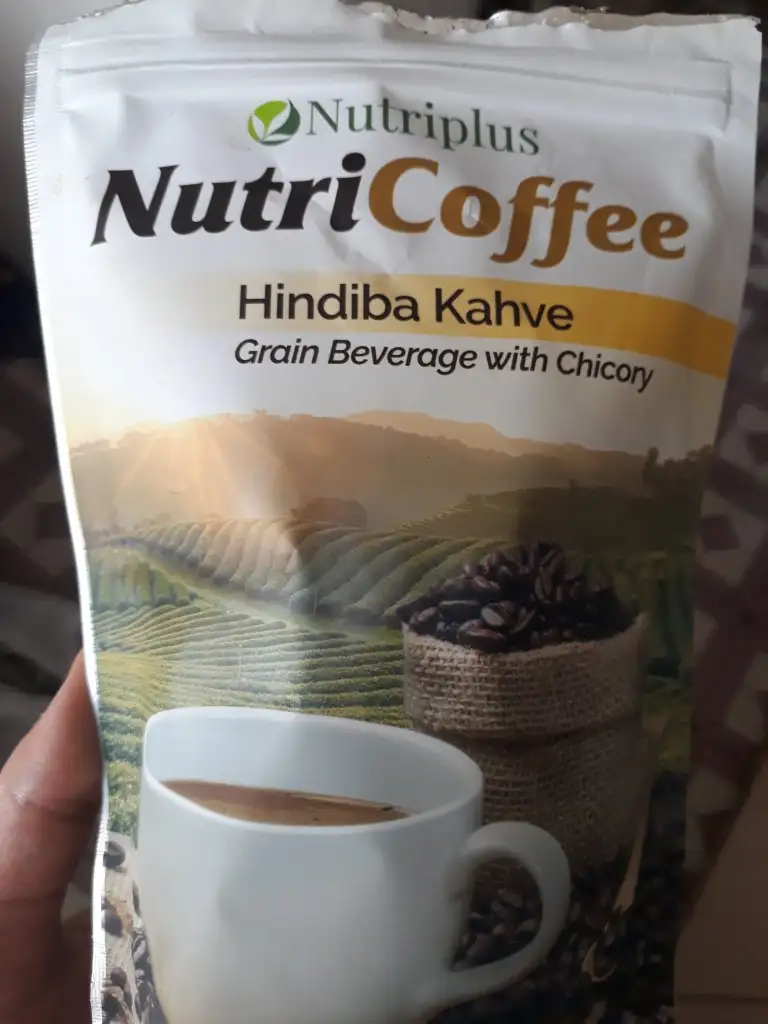 Nutriplus
NutriCoffee
Hindiba Kahve
Grain Beverage with Chicory